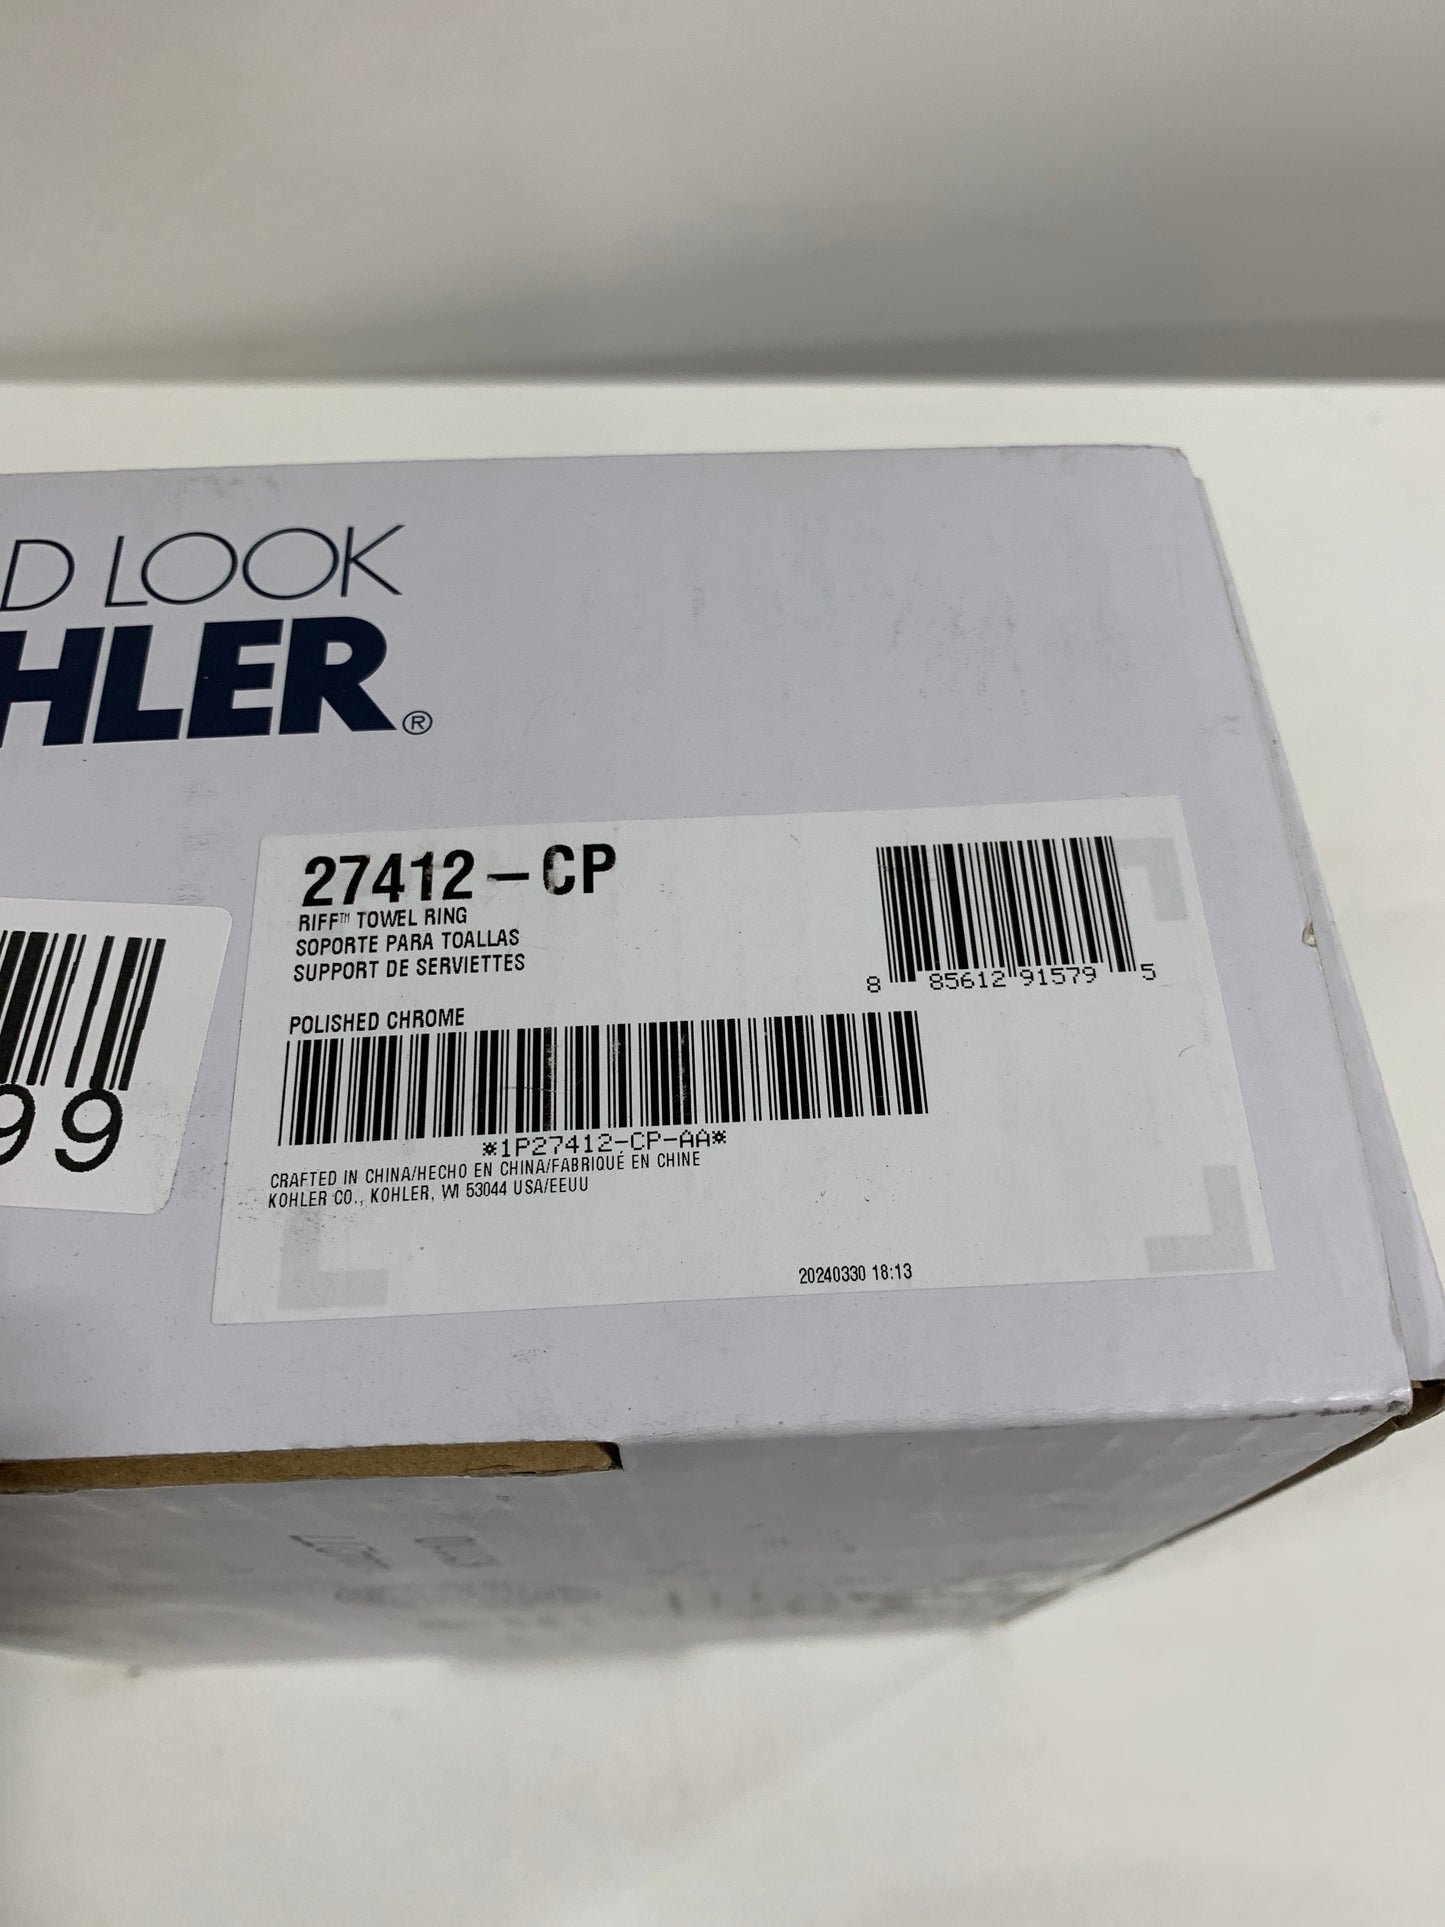 D LOOK
HLER®
27412-CP
RIFF™ TOWEL RING
SOPORTE PARA TOALLAS
SUPPORT DE SERVIETTES
8 85612 91579 5
POLISHED CHROME
*1P27412-CP-AA*
CRAFTED IN CHINA/HECHO EN CHINA/FABRIQUÉ EN CHINE
KOHLER CO., KOHLER, WI 53044 USA/EEUU
20240330 18:13
99